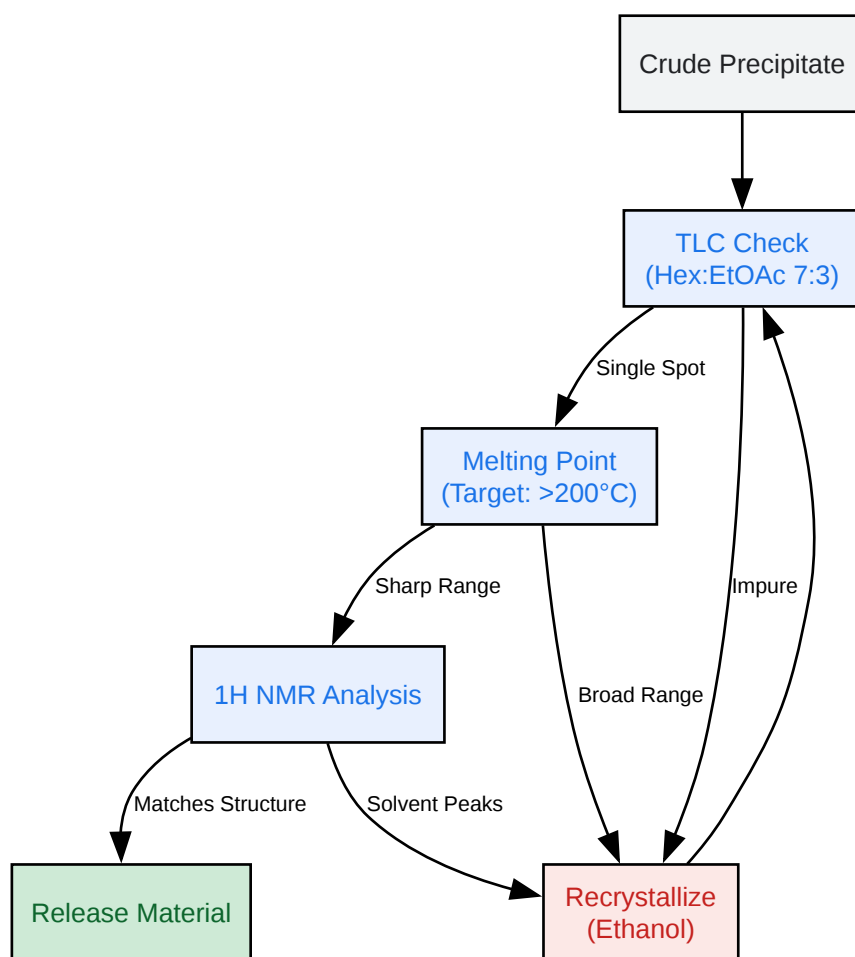 Crude Precipitate
TLC Check
(Hex:EtOAc 7:3)
Single Spot
Melting Point
(Target: >200°C)
Sharp Range
Impure
1H NMR Analysis
Broad Range
Matches Structure
Solvent Peaks
Release Material
Recrystallize
(Ethanol)